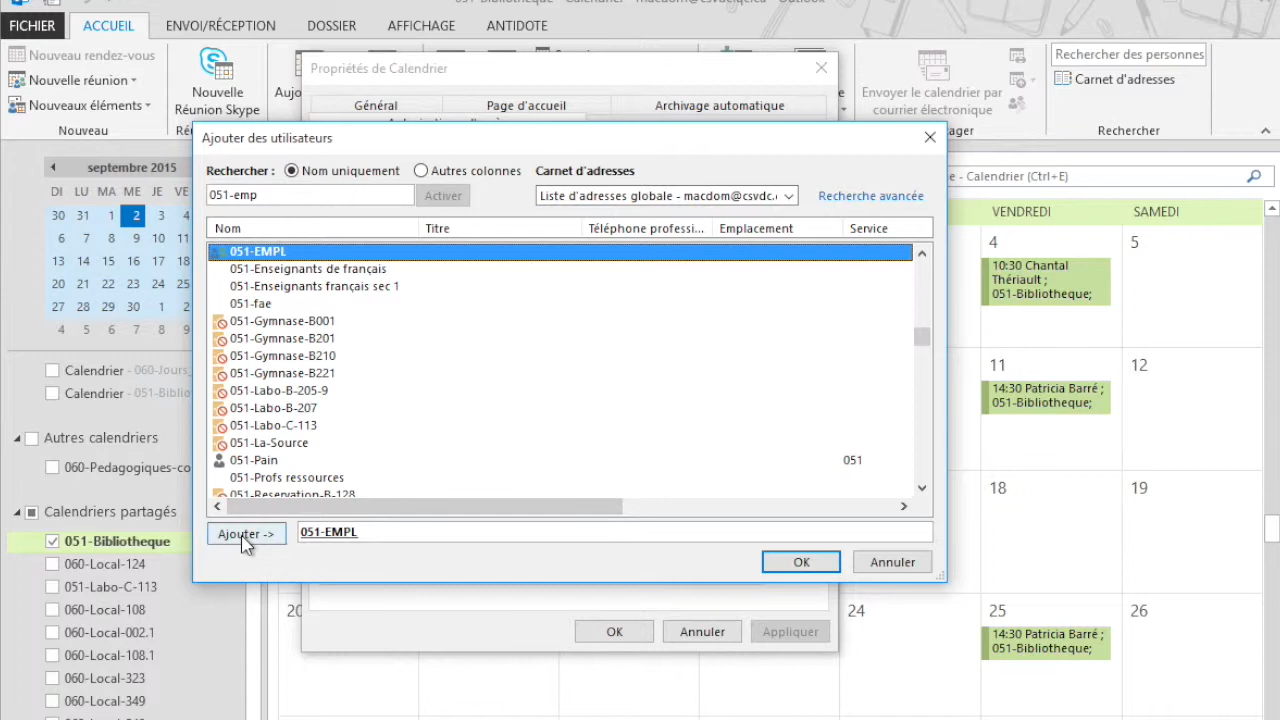 FICHIER ACCUEIL ENVOI/RÉCEPTION DOSSIER AFFICHAGE ANTIDOTE
Nouveau rendez-vous
Nouvelle réunion
Nouveaux éléments
Nouveau
Nouvelle
Réunion Skype
Envoyer le calendrier par
courrier électronique
Rechercher des personnes
Carnet d'adresses
Rechercher
Propriétés de Calendrier
Général Page d'accueil Archivage automatique
Ajouter des utilisateurs
Rechercher : Nom uniquement Autres colonnes Carnet d'adresses
051-emp Activer Liste d'adresses globale - macdom@csvdc. Recherche avancée
Nom Titre Téléphone professi... Emplacement Service
051-EMPL
051-Enseignants de français
051-Enseignants français sec 1
051-fae
051-Gymnase-B001
051-Gymnase-B201
051-Gymnase-B210
051-Gymnase-B221
051-Labo-B-205-9
051-Labo-B-207
051-Labo-C-113
051-La-Source
051-Pain 051
051-Profs ressources
051-Reservation-B-128
Ajouter -> 051-EMPL
OK Annuler
OK Annuler Appliquer
septembre 2015
DI LU MA ME JE VE
30 31 1 2 3 4
6 7 8 9 10 11
13 14 15 16 17 18
20 21 22 23 24 25
27 28 29 30 1 2
4 5 6 7 8 9
Calendrier - 060-Jours_
Calendrier - 051-Biblio
Autres calendriers
060-Pedagogiques-co
Calendriers partagés
051-Bibliotheque
060-Local-124
051-Labo-C-113
060-Local-108
060-Local-002.1
060-Local-108.1
060-Local-323
060-Local-349
e - Calendrier (Ctrl+E)
VENDREDI SAMEDI
4 5
10:30 Chantal
Thériault ;
051-Bibliotheque;
11 12
14:30 Patricia Barré ;
051-Bibliotheque;
18 19
20 24 25 26
14:30 Patricia Barré ;
051-Bibliotheque;